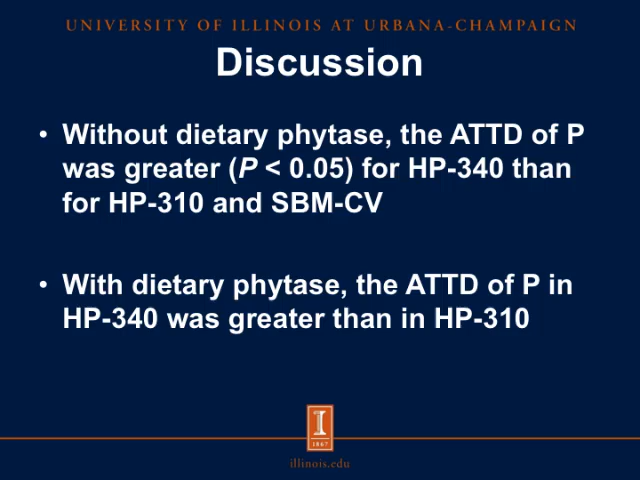 UNIVERSITY OF ILLINOIS AT URBANA-CHAMPAIGN
Discussion
• Without dietary phytase, the ATTD of P
was greater (P < 0.05) for HP-340 than
for HP-310 and SBM-CV
• With dietary phytase, the ATTD of P in
HP-340 was greater than in HP-310
I
1867
illinois.edu